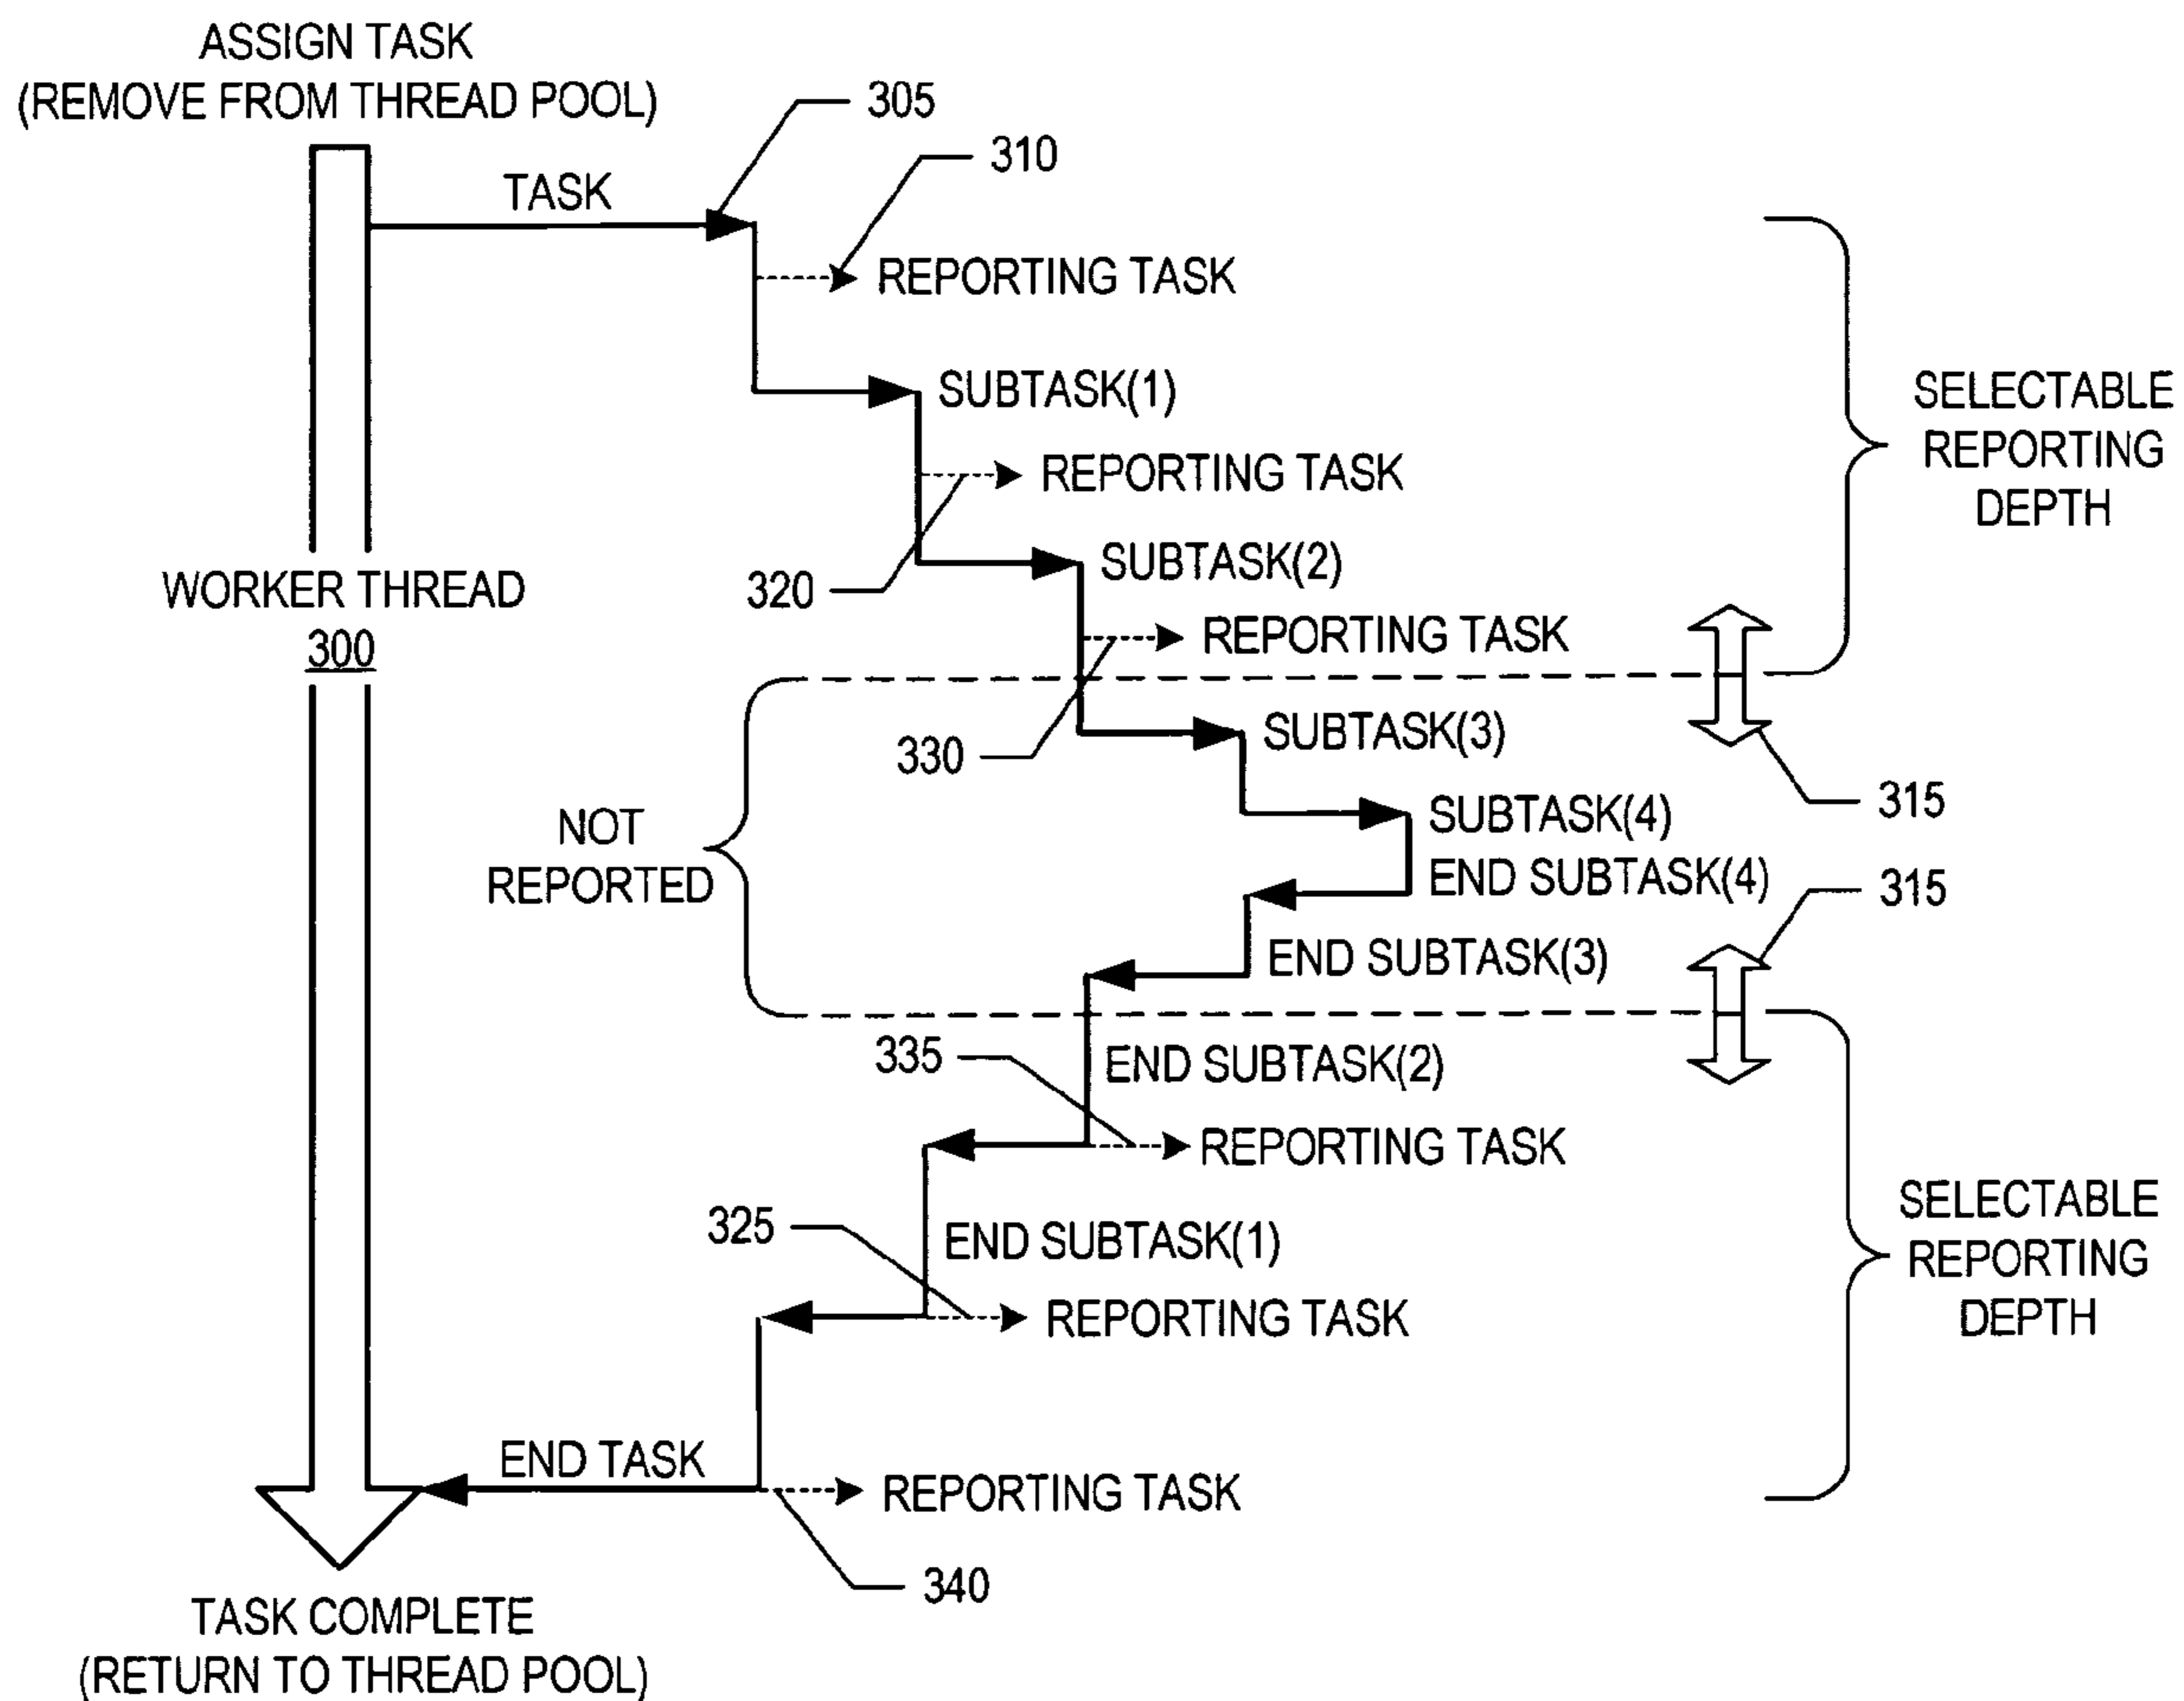 ASSIGN TASK
(REMOVE FROM THREAD POOL)
305
310
TASK
REPORTING TASK
SUBTASK(1)
SELECTABLE
REPORTING
DEPTH
REPORTING TASK
SUBTASK(2)
320
WORKER THREAD
300
REPORTING TASK
SUBTASK(3)
330
315
NOT
REPORTED
SUBTASK(4)
END SUBTASK(4)
315
END SUBTASK(3)
335
END SUBTASK(2)
REPORTING TASK
325
END SUBTASK(1)
SELECTABLE
REPORTING
DEPTH
REPORTING TASK
END TASK
REPORTING TASK
340
TASK COMPLETE
(RETURN TO THREAD POOL)